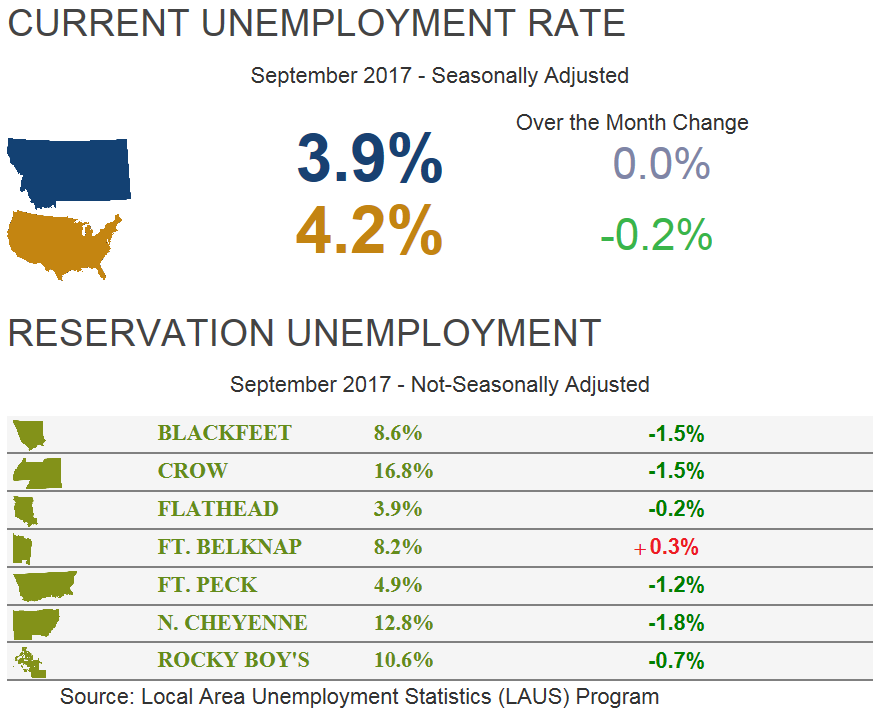 CURRENT UNEMPLOYMENT RATE
September 2017 - Seasonally Adjusted
Over the Month Change
3.9% 0.0%
4.2% -0.2%
RESERVATION UNEMPLOYMENT
September 2017 - Not-Seasonally Adjusted
BLACKFEET 8.6% -1.5%
CROW 16.8% -1.5%
FLATHEAD 3.9% -0.2%
FT. BELKNAP 8.2% +0.3%
FT. PECK 4.9% -1.2%
N. CHEYENNE 12.8% -1.8%
ROCKY BOY'S 10.6% -0.7%
Source: Local Area Unemployment Statistics (LAUS) Program